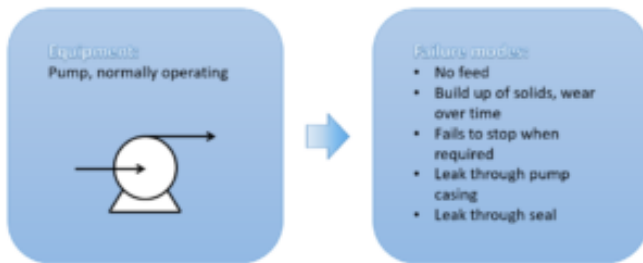 Equipment:
Pump, normally operating
Failure modes:
• No feed
• Build up of solids, wear
over time
• Fails to stop when
required
• Leak through pump
casing
• Leak through seal